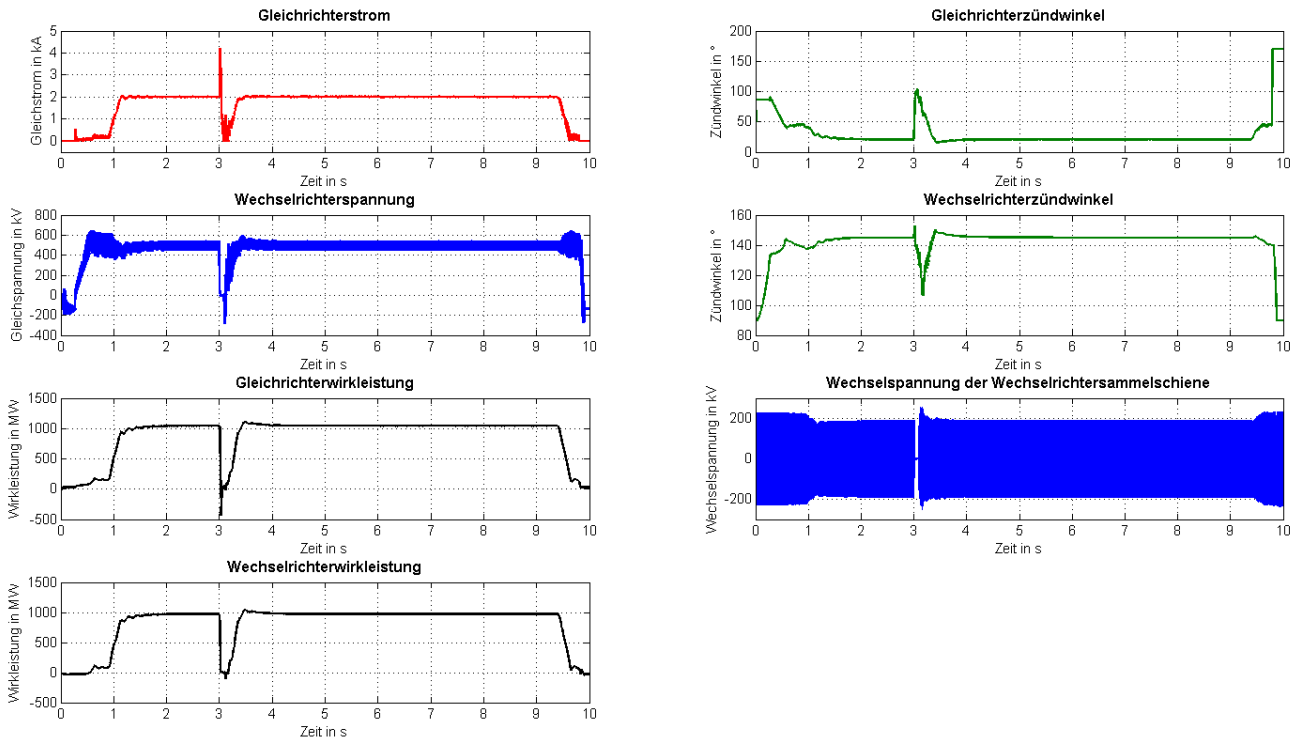 Gleichrichterstrom
Gleichstrom in kA
5
4
3
2
1
0
0 1 2 3 4 5 6 7 8 9 10
Zeit in s
Wechselrichterspannung
Gleichspannung in kV
800
600
400
200
0
-200
-400
0 1 2 3 4 5 6 7 8 9 10
Zeit in s
Gleichrichterwirkleistung
Wirkleistung in MW
1500
1000
500
0
-500
0 1 2 3 4 5 6 7 8 9 10
Zeit in s
Wechselrichterwirkleistung
Wirkleistung in MW
1500
1000
500
0
-500
0 1 2 3 4 5 6 7 8 9 10
Zeit in s
Gleichrichterzündwinkel
Zündwinkel in °
200
150
100
50
0
0 1 2 3 4 5 6 7 8 9 10
Zeit in s
Wechselrichterzündwinkel
Zündwinkel in °
160
140
120
100
80
0 1 2 3 4 5 6 7 8 9 10
Zeit in s
Wechselspannung der Wechselrichtersammelschiene
Wechselspannung in kV
200
0
-200
0 1 2 3 4 5 6 7 8 9 10
Zeit in s